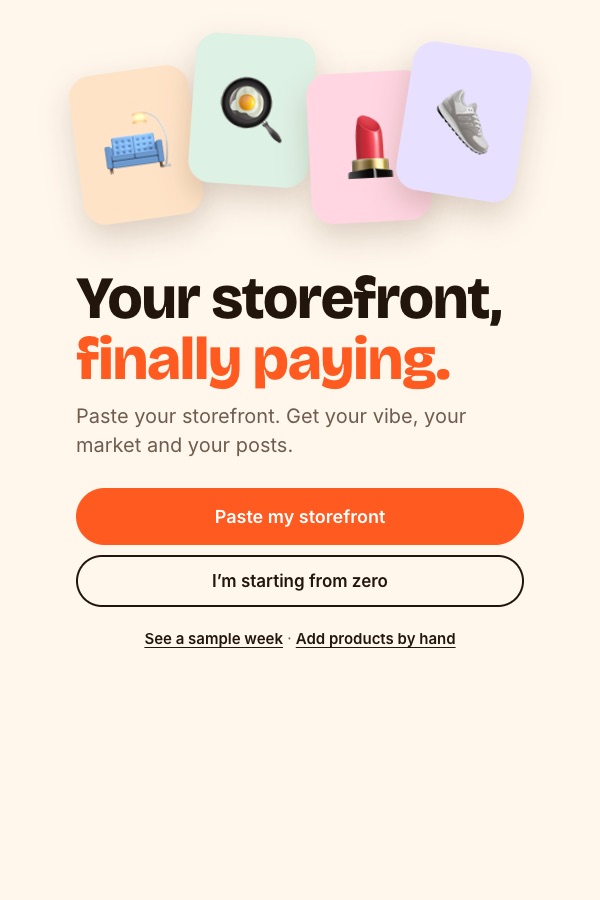 Your storefront,
finally paying.
Paste your storefront. Get your vibe, your
market and your posts.
Paste my storefront
I’m starting from zero
See a sample week · Add products by hand